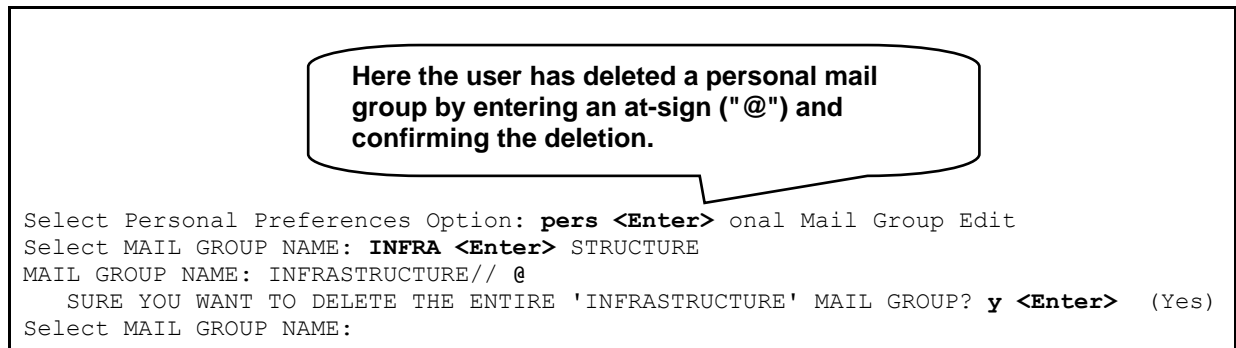 Here the user has deleted a personal mail
group by entering an at-sign ("@") and
confirming the deletion.
Select Personal Preferences Option: pers <Enter> onal Mail Group Edit
Select MAIL GROUP NAME: INFRA <Enter> STRUCTURE
MAIL GROUP NAME: INFRASTRUCTURE// @
   SURE YOU WANT TO DELETE THE ENTIRE 'INFRASTRUCTURE' MAIL GROUP? y <Enter>  (Yes)
Select MAIL GROUP NAME: